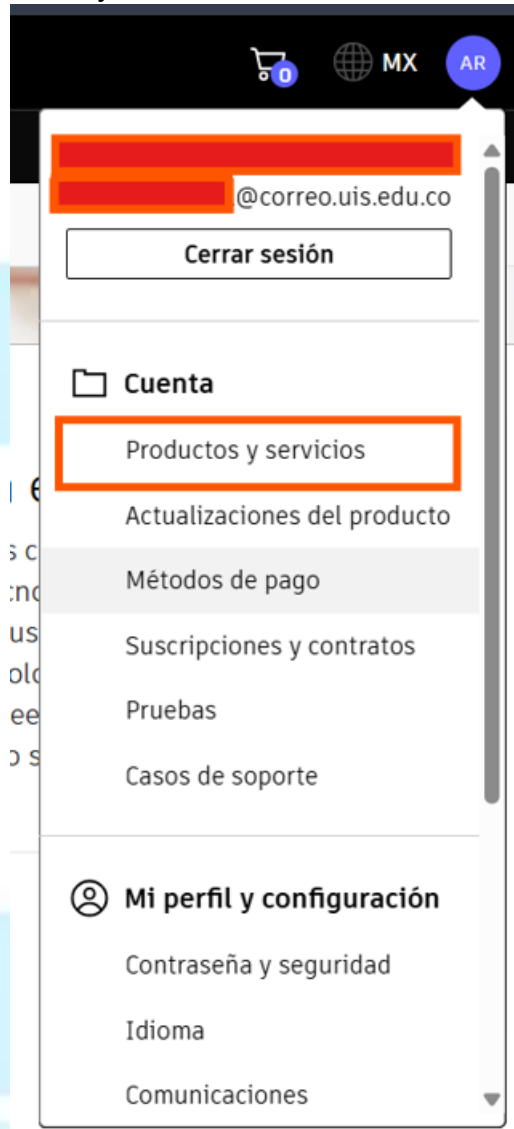 0
MX
AR
@correo.uis.edu.co
Cerrar sesión
Cuenta
Productos y servicios
Actualizaciones del producto
Métodos de pago
Suscripciones y contratos
Pruebas
Casos de soporte
Mi perfil y configuración
Contraseña y seguridad
Idioma
Comunicaciones